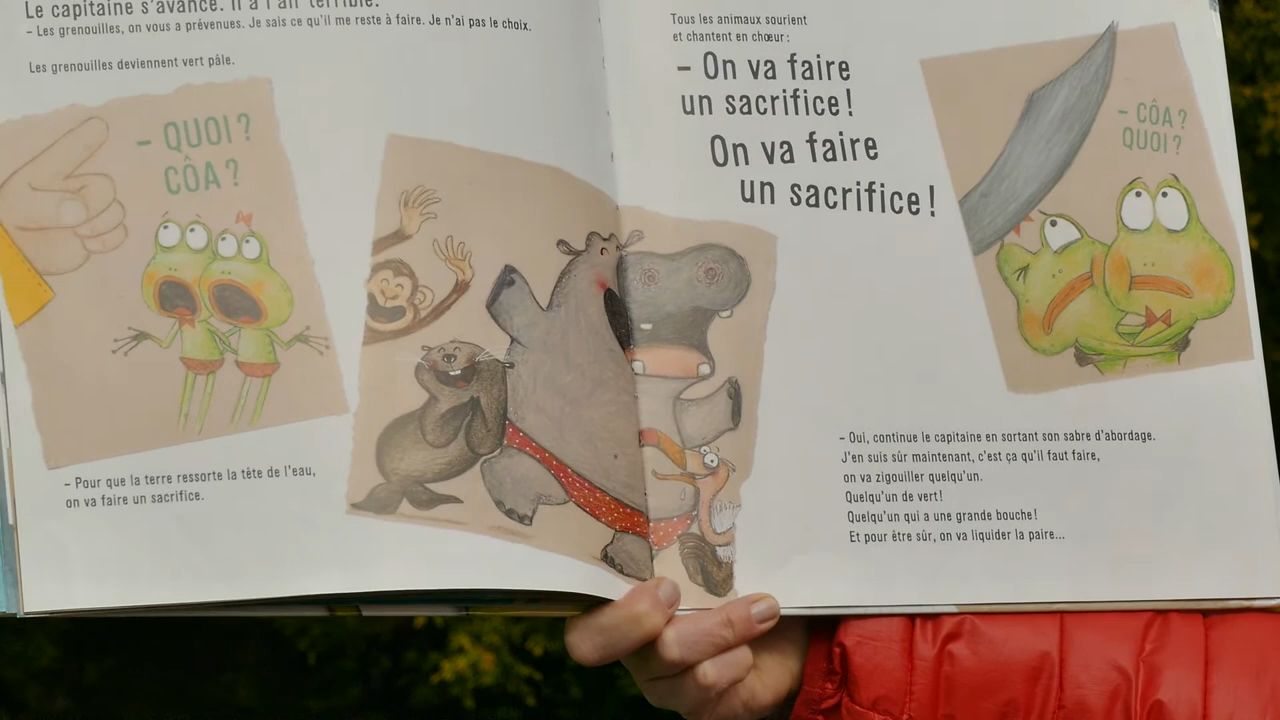 Le capitaine s'avance. Il a l'air terrible.
– Les grenouilles, on vous a prévenues. Je sais ce qu'il me reste à faire. Je n'ai pas le choix.
Les grenouilles deviennent vert pâle.
– QUOI ?
CÔA ?
– Pour que la terre ressorte la tête de l'eau,
on va faire un sacrifice.
Tous les animaux sourient
et chantent en chœur :
– On va faire
un sacrifice !
On va faire
un sacrifice !
– CÔA ?
QUOI ?
– Oui, continue le capitaine en sortant son sabre d'abordage.
J'en suis sûr maintenant, c'est ça qu'il faut faire,
on va zigouiller quelqu'un.
Quelqu'un de vert !
Quelqu'un qui a une grande bouche !
Et pour être sûr, on va liquider la paire...